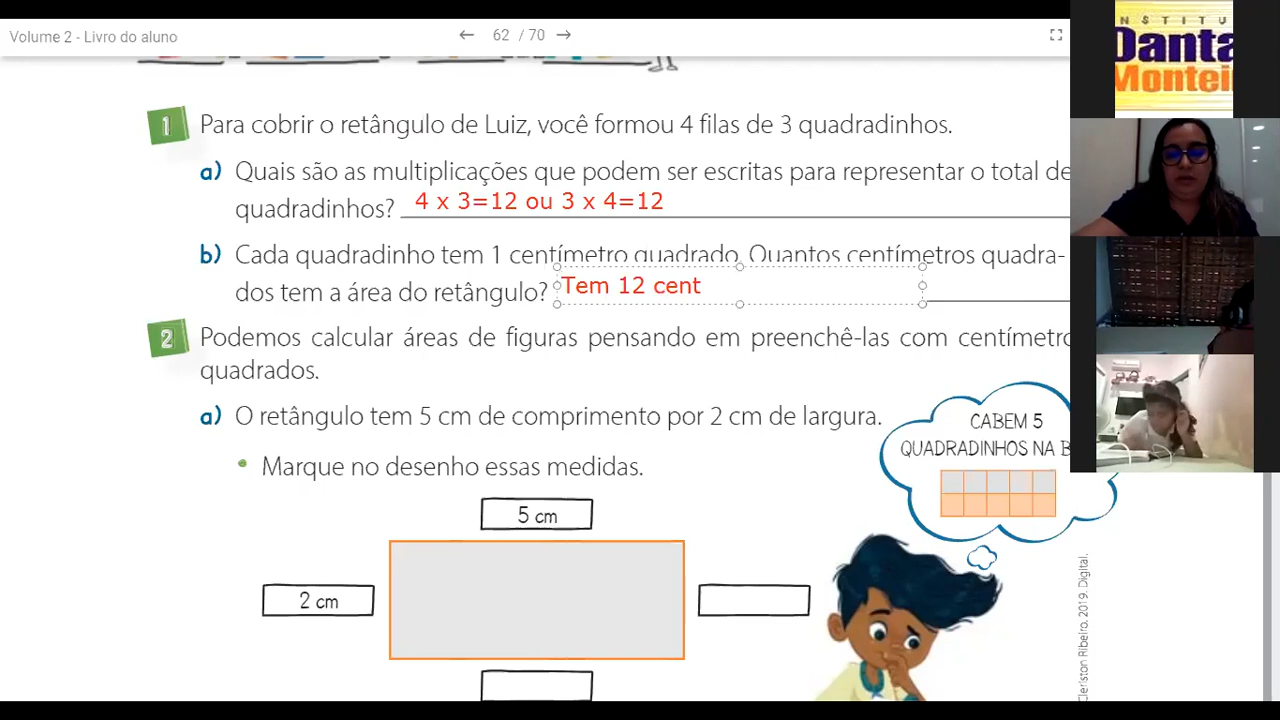 Volume 2 - Livro do aluno
62 / 70
1 Para cobrir o retângulo de Luiz, você formou 4 filas de 3 quadradinhos.
a) Quais são as multiplicações que podem ser escritas para representar o total de
quadradinhos? 4 x 3=12 ou 3 x 4=12
b) Cada quadradinho tem 1 centímetro quadrado. Quantos centímetros quadra-
dos tem a área do retângulo? Tem 12 cent
2 Podemos calcular áreas de figuras pensando em preenchê-las com centímetro
quadrados.
a) O retângulo tem 5 cm de comprimento por 2 cm de largura.
Marque no desenho essas medidas.
5 cm
2 cm
CABEM 5
QUADRADINHOS NA B
Cleriston Ribeiro. 2019. Digital.
NSTITU
Danta
Montei